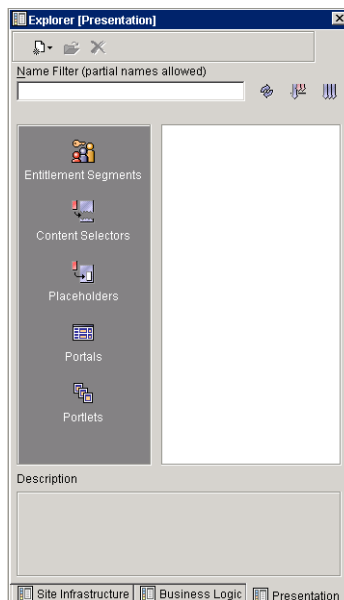 Explorer [Presentation]
Name Filter (partial names allowed)
Entitlement Segments
Content Selectors
Placeholders
Portals
Portlets
Description
Site Infrastructure Business Logic Presentation